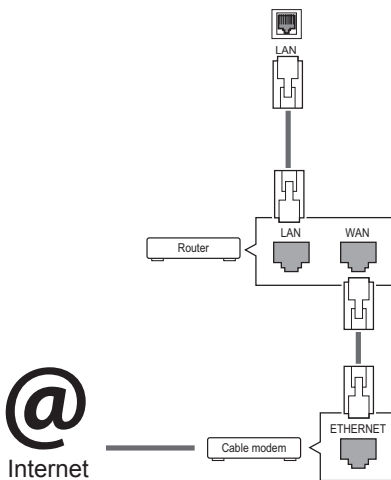 LAN
LAN
WAN
Router
ETHERNET
@
Cable modem
Internet